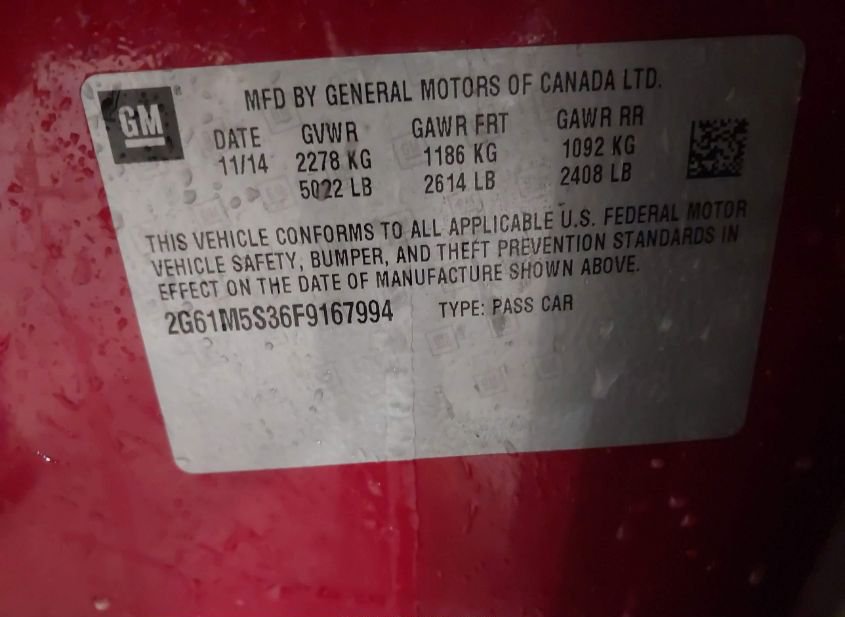 GM
MFD BY GENERAL MOTORS OF CANADA LTD.
DATE GVWR GAWR FRT GAWR RR
11/14 2278 KG 1186 KG 1092 KG
5022 LB 2614 LB 2408 LB
THIS VEHICLE CONFORMS TO ALL APPLICABLE U.S. FEDERAL MOTOR
VEHICLE SAFETY, BUMPER, AND THEFT PREVENTION STANDARDS IN
EFFECT ON THE DATE OF MANUFACTURE SHOWN ABOVE.
2G61M5S36F9167994 TYPE: PASS CAR